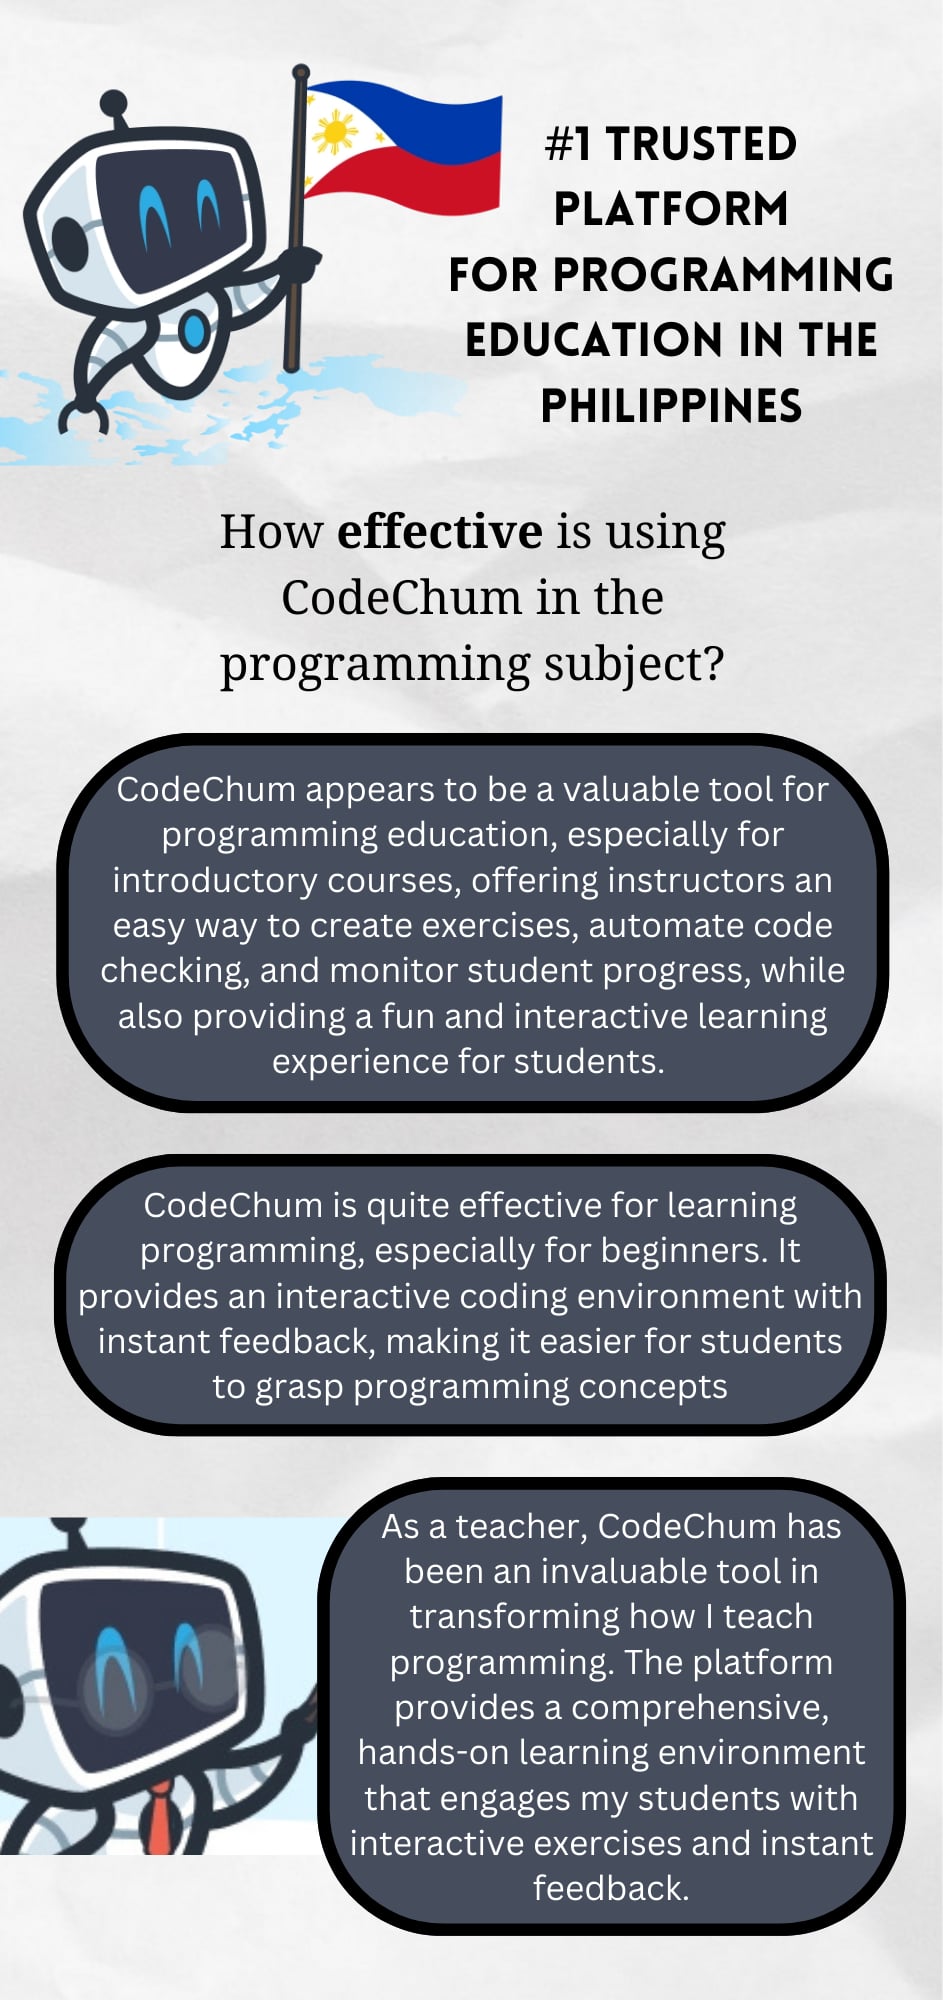 #1 TRUSTED
PLATFORM
FOR PROGRAMMING
EDUCATION IN THE
PHILIPPINES
How effective is using
CodeChum in the
programming subject?
CodeChum appears to be a valuable tool for
programming education, especially for
introductory courses, offering instructors an
easy way to create exercises, automate code
checking, and monitor student progress, while
also providing a fun and interactive learning
experience for students.
CodeChum is quite effective for learning
programming, especially for beginners. It
provides an interactive coding environment with
instant feedback, making it easier for students
to grasp programming concepts
As a teacher, CodeChum has
been an invaluable tool in
transforming how I teach
programming. The platform
provides a comprehensive,
hands-on learning environment
that engages my students with
interactive exercises and instant
feedback.